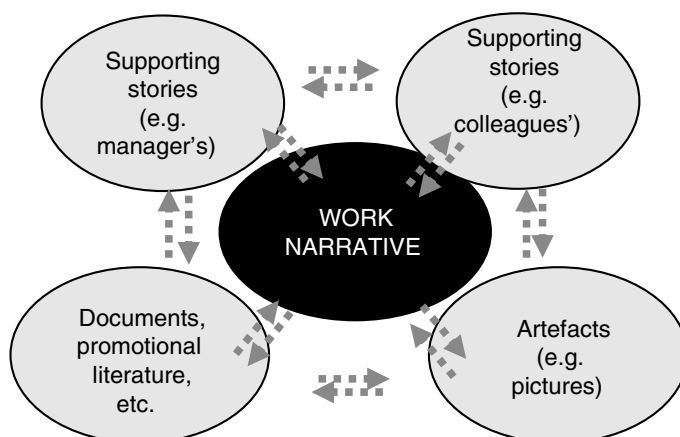 Supporting
stories
(e.g.
manager's)
Supporting
stories
(e.g.
colleagues')
WORK
NARRATIVE
Documents,
promotional
literature,
etc.
Artefacts
(e.g.
pictures)